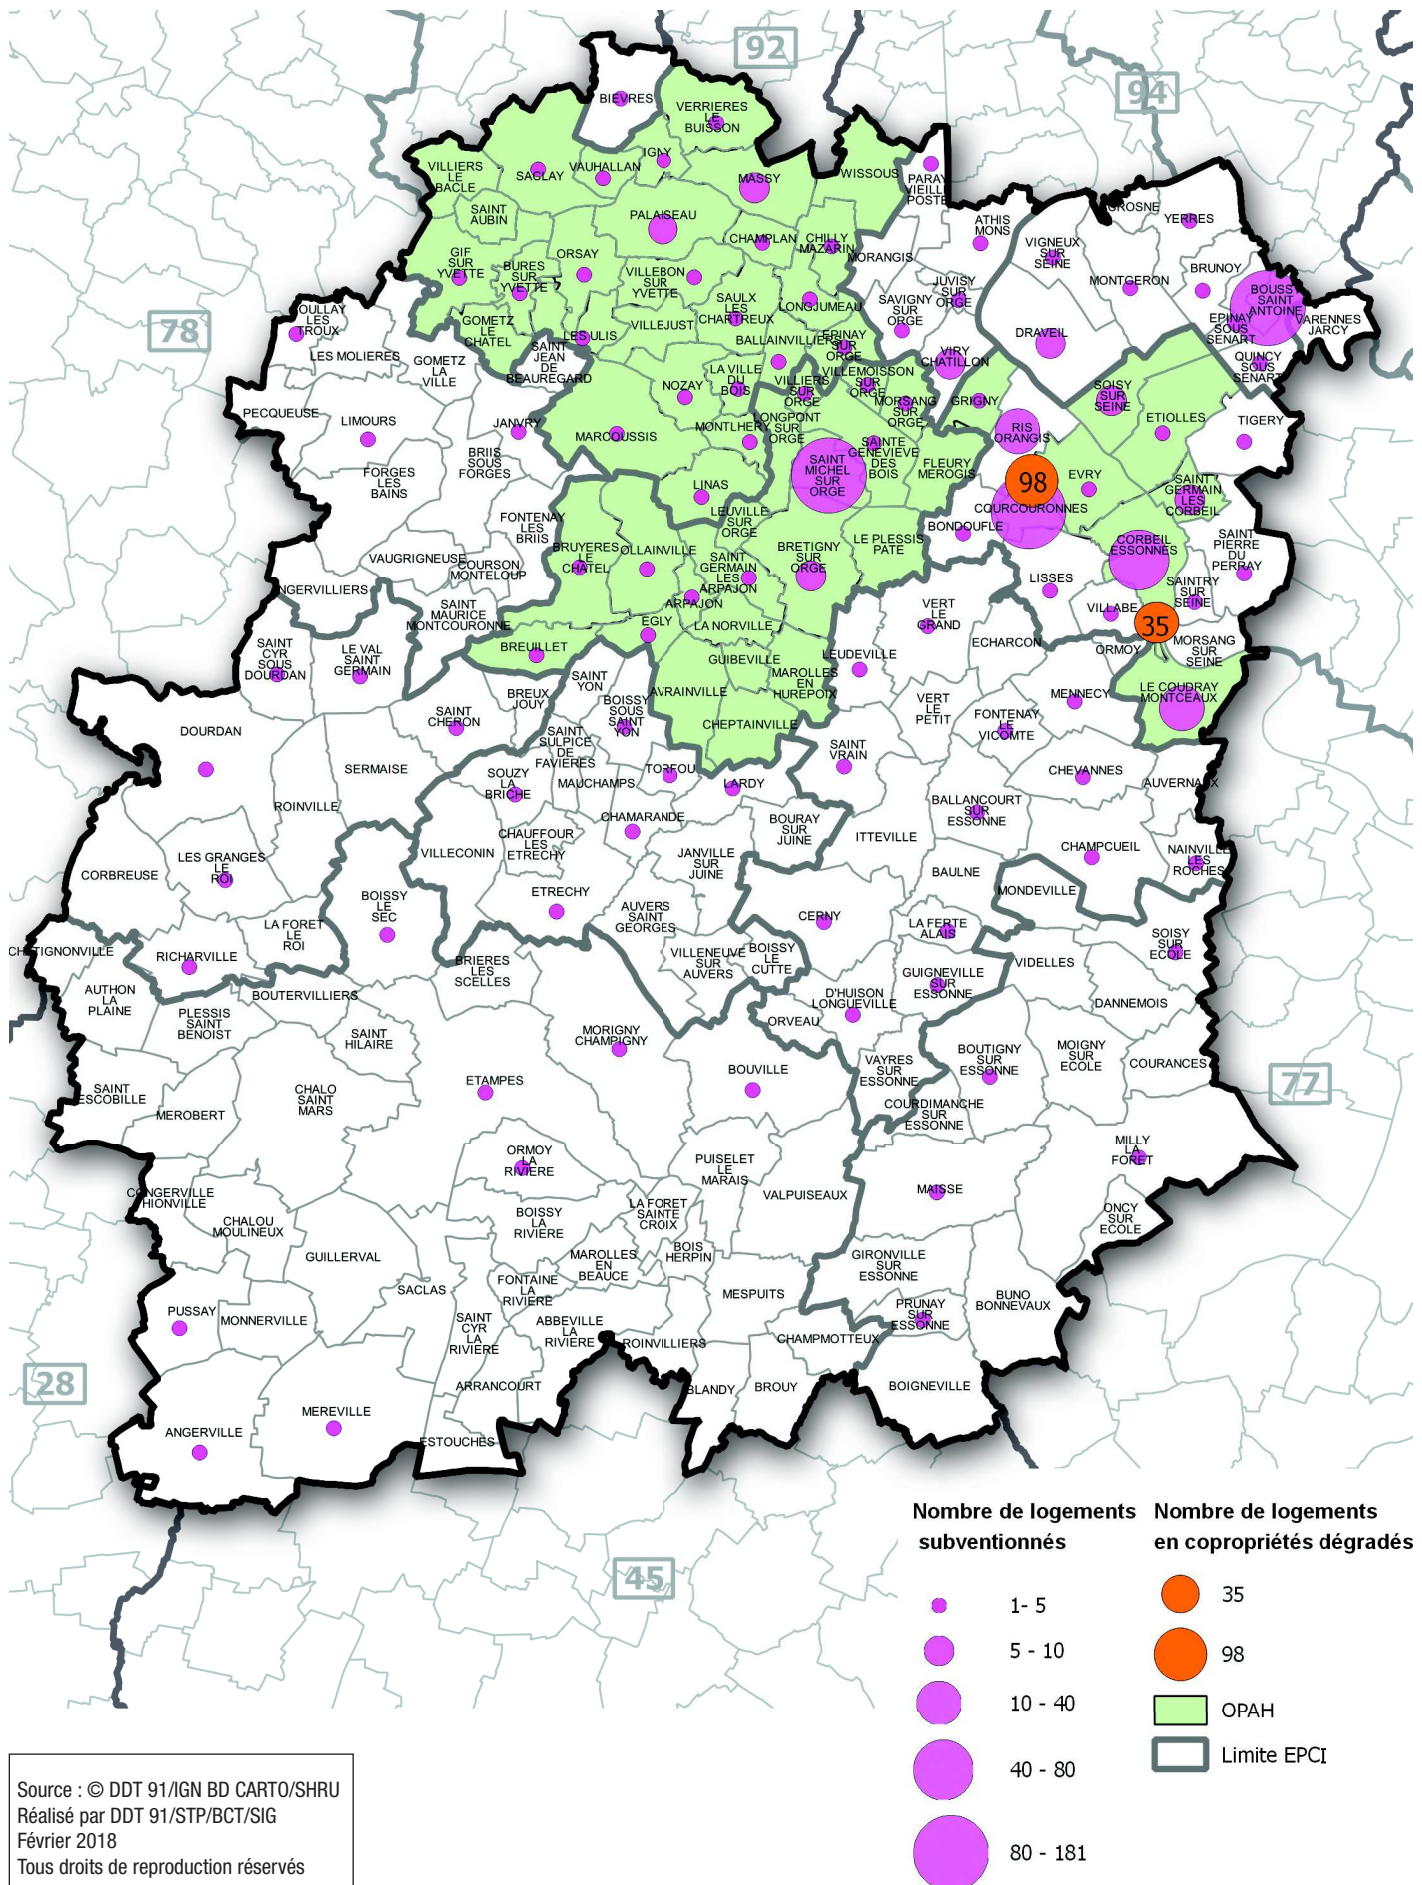 92
94
BIEVRES
VERRIERES
LE
BUISSON
IGNY
VILLIERS
LE
BACLE
SACLAY
VAUHALLAN
MASSY
WISSOUS
PARAY
VIEILLE
POSTE
SAINT
AUBIN
PALAISEAU
CHAMPLAN
CHILLY
MAZARIN
ATHIS
MONS
CROSNE
YERRES
VIGNEUX
SUR
SEINE
GIF
SUR
YVETTE
BURES
SUR
YVETTE
ORSAY
VILLEBON
SUR
YVETTE
MORANGIS
JUVISY
SUR
ORGE
MONTGERON
BRUNOY
BOUSSY
SAINT
ANTOINE
SAULX
LES
CHARTREUX
LONGJUMEAU
SAVIGNY
SUR
ORGE
EPINAY
SOUS
SENART
VARENNES
JARCY
78
LES
TROUX
GOMETZ
LE
CHATEL
LES ULIS
VILLEJUST
BALLAINVILLIERS
EPINAY
SUR
ORGE
DRAVEIL
LES MOLIERES
GOMETZ
LA
VILLE
SAINT
JEAN
DE
BEAUREGARD
VIRY
CHATILLON
QUINCY
SOUS
SENART
LA VILLE
DU
BOIS
VILLIERS
SUR
ORGE
VILLEMOISSON
SUR
ORGE
NOZAY
MORSANG
SUR
ORGE
GRIGNY
SOISY
SUR
SEINE
ETIOLLES
TIGERY
PECQUEUSE
LIMOURS
JANVRY
MARCOUSSIS
MONTLHERY
LONGPONT
SUR
ORGE
RIS
ORANGIS
SAINTE
GENEVIEVE
DES
BOIS
BRIIS
SOUS
FORGES
FORGES
LES
BAINS
SAINT
MICHEL
SUR
ORGE
FLEURY
MEROGIS
98
EVRY
SAINT
GERMAIN
LES
CORBEIL
LINAS
COURCOURONNES
LEUVILLE
SUR
ORGE
FONTENAY
LES
BRIIS
BONDOUFLE
BRUYERES
LE
CHATEL
OLLAINVILLE
BRETIGNY
SUR
ORGE
LE PLESSIS
PATE
CORBEIL
ESSONNES
SAINT
PIERRE
DU
PERRAY
VAUGRIGNEUSE
COURSON
MONTELOUP
SAINT
GERMAIN
LES
ARPAJON
LISSES
SAINTRY
SUR
SEINE
ARPAJON
SAINT
MAURICE
MONTCOURONNE
VERT
LE
GRAND
VILLABE
35
EGLY
LA NORVILLE
ECHARCON
ORMOY
MORSANG
SUR
SEINE
SAINT
CYR
SOUS
DOURDAN
LE VAL
SAINT
GERMAIN
BREUILLET
GUIBEVILLE
LEUDEVILLE
MAROLLES
EN
HUREPOIX
LE COUDRAY
MONTCEAUX
SAINT
YON
BREUX
JOUY
AVRAINVILLE
VERT
LE
PETIT
MENNECY
SAINT
CHERON
BOISSY
SOUS
SAINT
YON
CHEPTAINVILLE
FONTENAY
LE
VICOMTE
DOURDAN
SAINT
SULPICE
DE
FAVIERES
SAINT
VRAIN
SERMAISE
SOUZY
LA
BRICHE
MAUCHAMPS
TORFOU
LARDY
CHEVANNES
AUVERNAUX
ROINVILLE
CHAMARANDE
BOURAY
SUR
JUINE
BALLANCOURT
SUR
ESSONNE
CHAUFFOUR
LES
ETRECHY
ITTEVILLE
CHAMPCUEIL
NAINVILLE
LES
ROCHES
VILLECONIN
JANVILLE
SUR
JUINE
LES GRANGES
LE
ROI
CORBREUSE
BAULNE
MONDEVILLE
BOISSY
LE
SEC
ETRECHY
AUVERS
SAINT
GEORGES
CERNY
LA FERTE
ALAIS
LA FORET
LE
ROI
SOISY
SUR
ECOLE
RICHARVILLE
VILLENEUVE
SUR
AUVERS
BOISSY
LE
CUTTE
BRIERES
LES
SCELLES
VIDELLES
GUIGNEVILLE
SUR
ESSONNE
AUTHON
LA
PLAINE
BOUTERVILLIERS
D'HUISON
LONGUEVILLE
DANNEMOIS
PLESSIS
SAINT
BENOIST
ORVEAU
SAINT
HILAIRE
MORIGNY
CHAMPIGNY
BOUTIGNY
SUR
ESSONNE
MOIGNY
SUR
ECOLE
COURANCES
VAYRES
SUR
ESSONNE
BOUVILLE
77
SAINT
ESCOBILLE
CHALO
SAINT
MARS
ETAMPES
MEROBERT
COURDIMANCHE
SUR
ESSONNE
MILLY
LA
FORET
ORMOY
LA
RIVIERE
PUISELET
LE
MARAIS
VALPUISEAUX
MAISSE
CONGERVILLE
THIONVILLE
LA FORET
SAINTE
CROIX
ONCY
SUR
ECOLE
CHALOU
MOULINEUX
BOISSY
LA
RIVIERE
BOIS
HERPIN
GUILLERVAL
MAROLLES
EN
BEAUCE
GIRONVILLE
SUR
ESSONNE
SACLAS
FONTAINE
LA
RIVIERE
MESPUITS
BUNO
BONNEVAUX
PUSSAY
MONNERVILLE
SAINT
CYR
LA
RIVIERE
ABBEVILLE
LA
RIVIERE
PRUNAY
SUR
ESSONNE
ROINVILLIERS
CHAMPMOTTEUX
28
ARRANCOURT
BLANDY
BROUY
BOIGNEVILLE
MEREVILLE
ANGERVILLE
ESTOUCHES
45
Nombre de logements
subventionnés
1- 5
5 - 10
10 - 40
40 - 80
80 - 181
Nombre de logements
en copropriétés dégradés
35
98
OPAH
Limite EPCI
Source : © DDT 91/IGN BD CARTO/SHRU
Réalisé par DDT 91/STP/BCT/SIG
Février 2018
Tous droits de reproduction réservés